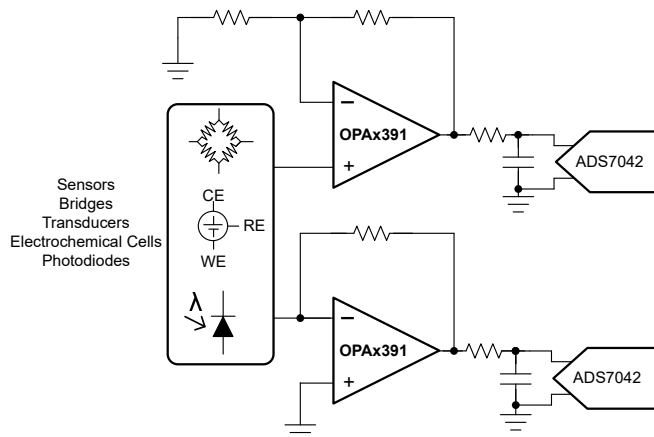 Sensors
Bridges
Transducers
Electrochemical Cells
Photodiodes
CE
RE
WE
λ
−
OPAx391
+
ADS7042
−
OPAx391
+
ADS7042